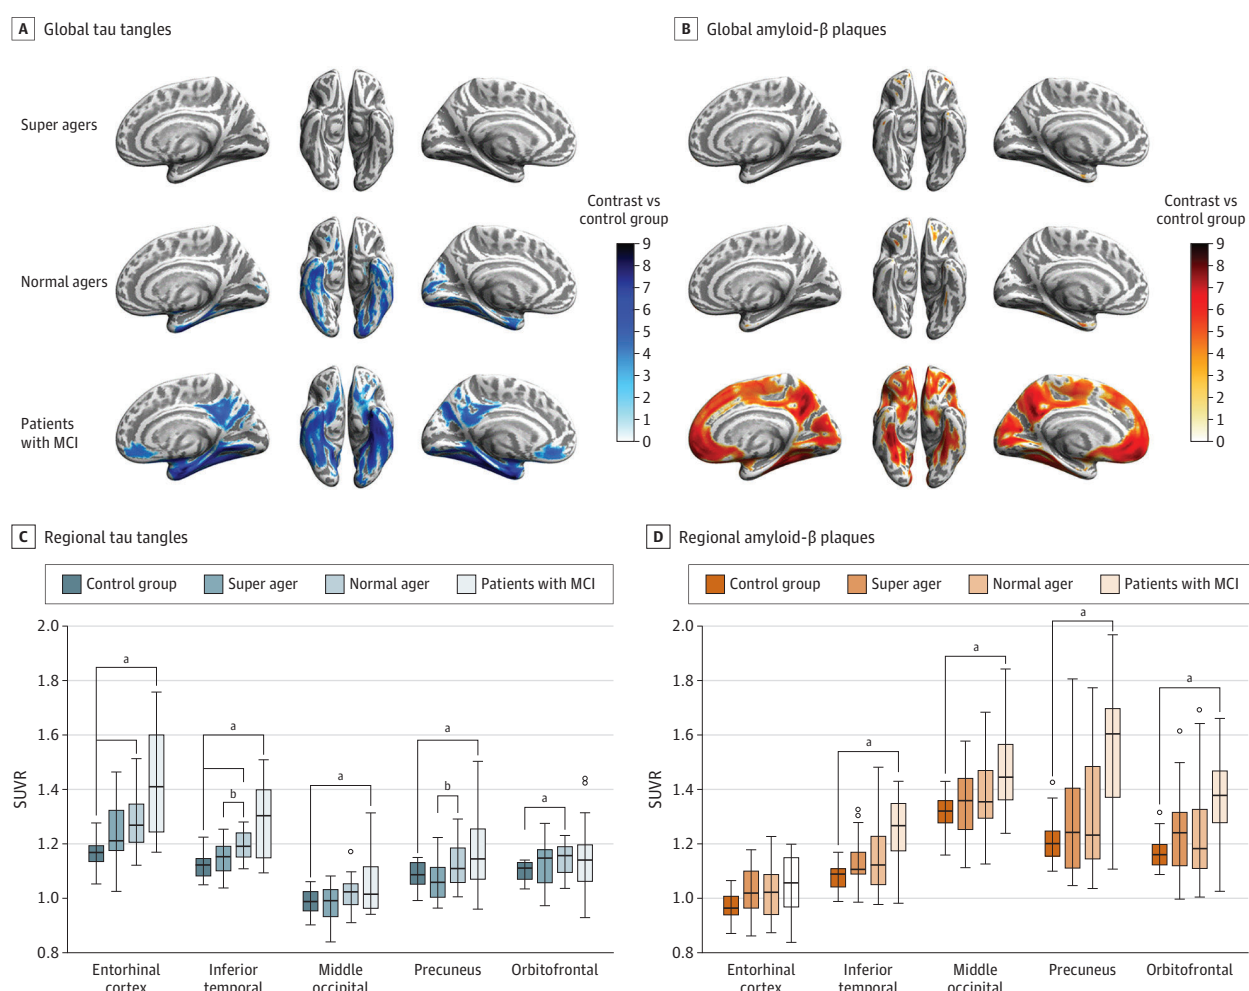 A Global tau tangles
B Global amyloid-β plaques
Super agers
Normal agers
Patients
with MCI
Contrast vs
control group
9
8
7
6
5
4
3
2
1
0
Contrast vs
control group
9
8
7
6
5
4
3
2
1
0
C Regional tau tangles
Control group Super ager Normal ager Patients with MCI
2.0
1.8
1.6
1.4
1.2
1.0
0.8
SUVR
a
a
b
a
a
b
a
Entorhinal
cortex
Inferior
temporal
Middle
occipital
Precuneus
Orbitofrontal
D Regional amyloid-β plaques
Control group Super ager Normal ager Patients with MCI
2.0
1.8
1.6
1.4
1.2
1.0
0.8
SUVR
a
a
a
a
Entorhinal
cortex
Inferior
temporal
Middle
occipital
Precuneus
Orbitofrontal